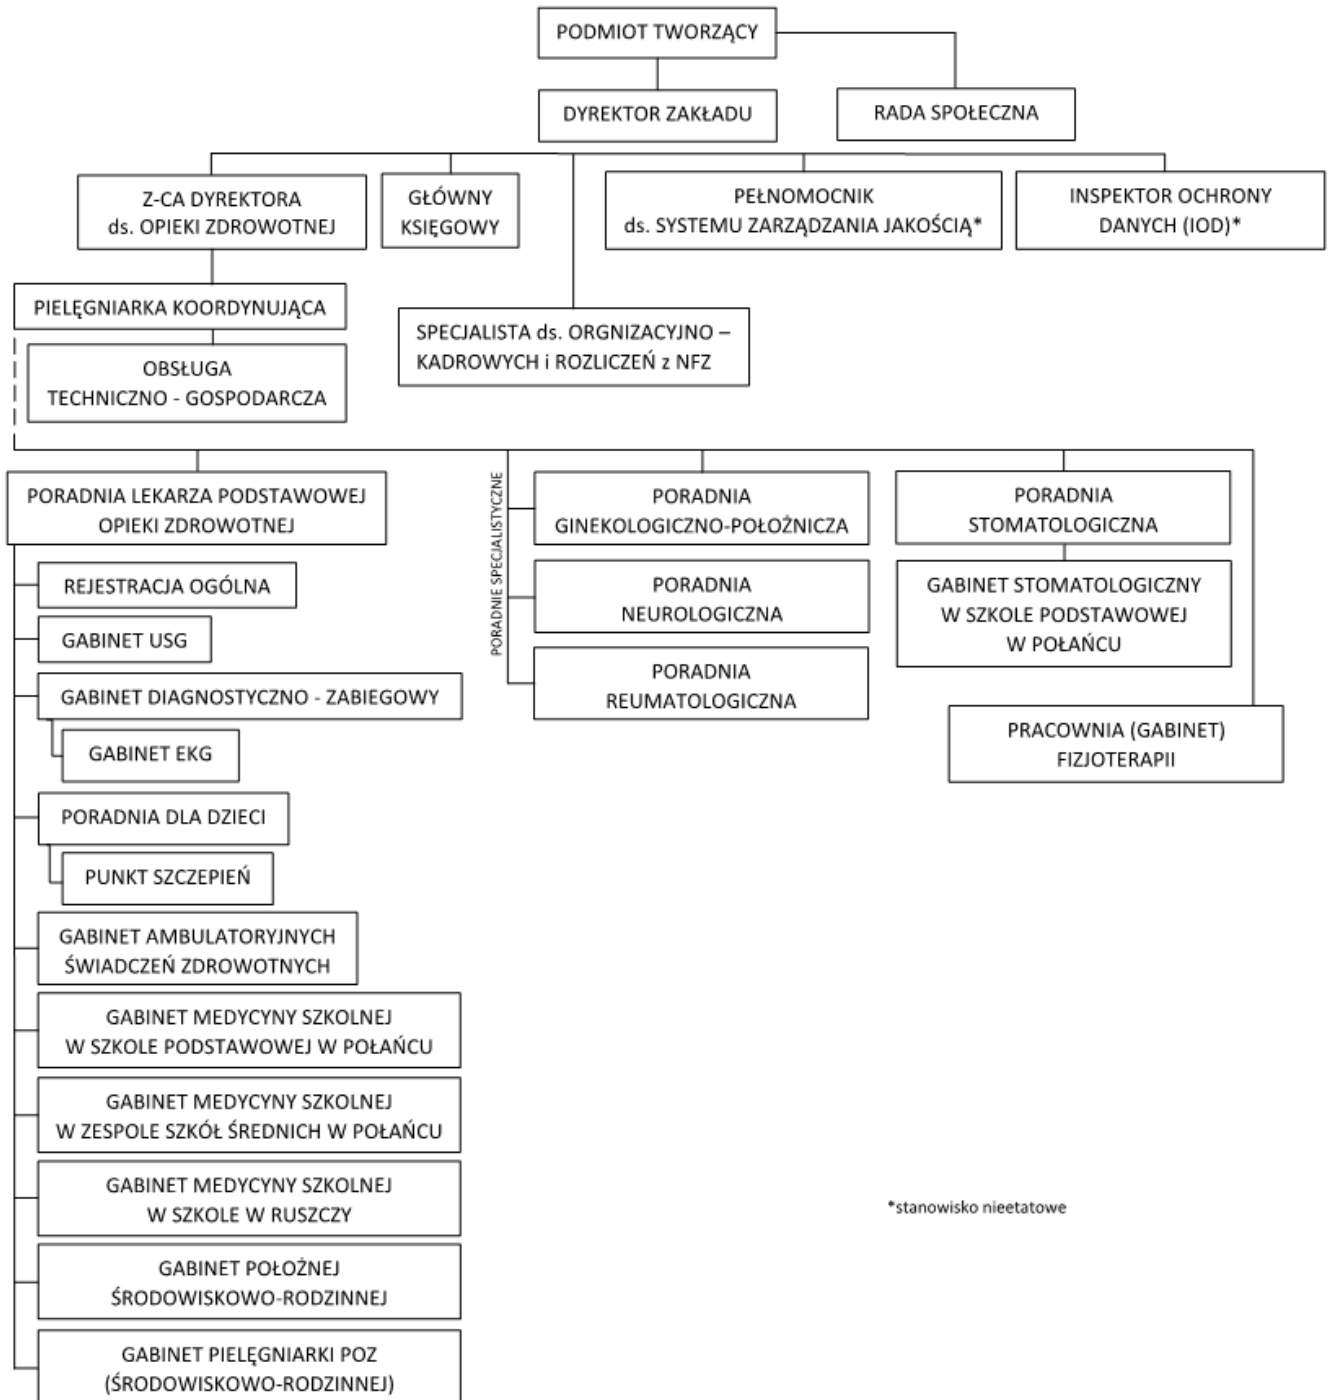 PODMIOT TWORZĄCY
DYREKTOR ZAKŁADU
RADA SPOŁECZNA
Z-CA DYREKTORA
ds. OPIEKI ZDROWOTNEJ
GŁÓWNY
KSIĘGOWY
PEŁNOMOCNIK
ds. SYSTEMU ZARZĄDZANIA JAKOŚCIĄ*
INSPEKTOR OCHRONY
DANYCH (IOD)*
PIELĘGNIARKA KOORDYNUJĄCA
SPECJALISTA ds. ORGNIZACYJNO –
KADROWYCH i ROZLICZEŃ z NFZ
OBSŁUGA
TECHNICZNO - GOSPODARCZA
PORADNIA LEKARZA PODSTAWOWEJ
OPIEKI ZDROWOTNEJ
REJESTRACJA OGÓLNA
GABINET USG
GABINET DIAGNOSTYCZNO - ZABIEGOWY
GABINET EKG
PORADNIA DLA DZIECI
PUNKT SZCZEPIEŃ
GABINET AMBULATORYJNYCH
ŚWIADCZEŃ ZDROWOTNYCH
GABINET MEDYCYNY SZKOLNEJ
W SZKOLE PODSTAWOWEJ W POŁAŃCU
GABINET MEDYCYNY SZKOLNEJ
W ZESPOLE SZKÓŁ ŚREDNICH W POŁAŃCU
GABINET MEDYCYNY SZKOLNEJ
W SZKOLE W RUSZCZY
GABINET POŁOŻNEJ
ŚRODOWISKOWO-RODZINNEJ
GABINET PIELĘGNIARKI POZ
(ŚRODOWISKOWO-RODZINNEJ)
PORADNIE SPECJALISTYCZNE
PORADNIA
GINEKOLOGICZNO-POŁOŻNICZA
PORADNIA
NEUROLOGICZNA
PORADNIA
REUMATOLOGICZNA
PORADNIA
STOMATOLOGICZNA
GABINET STOMATOLOGICZNY
W SZKOLE PODSTAWOWEJ
W POŁAŃCU
PRACOWNIA (GABINET)
FIZJOTERAPII
*stanowisko nieetatowe